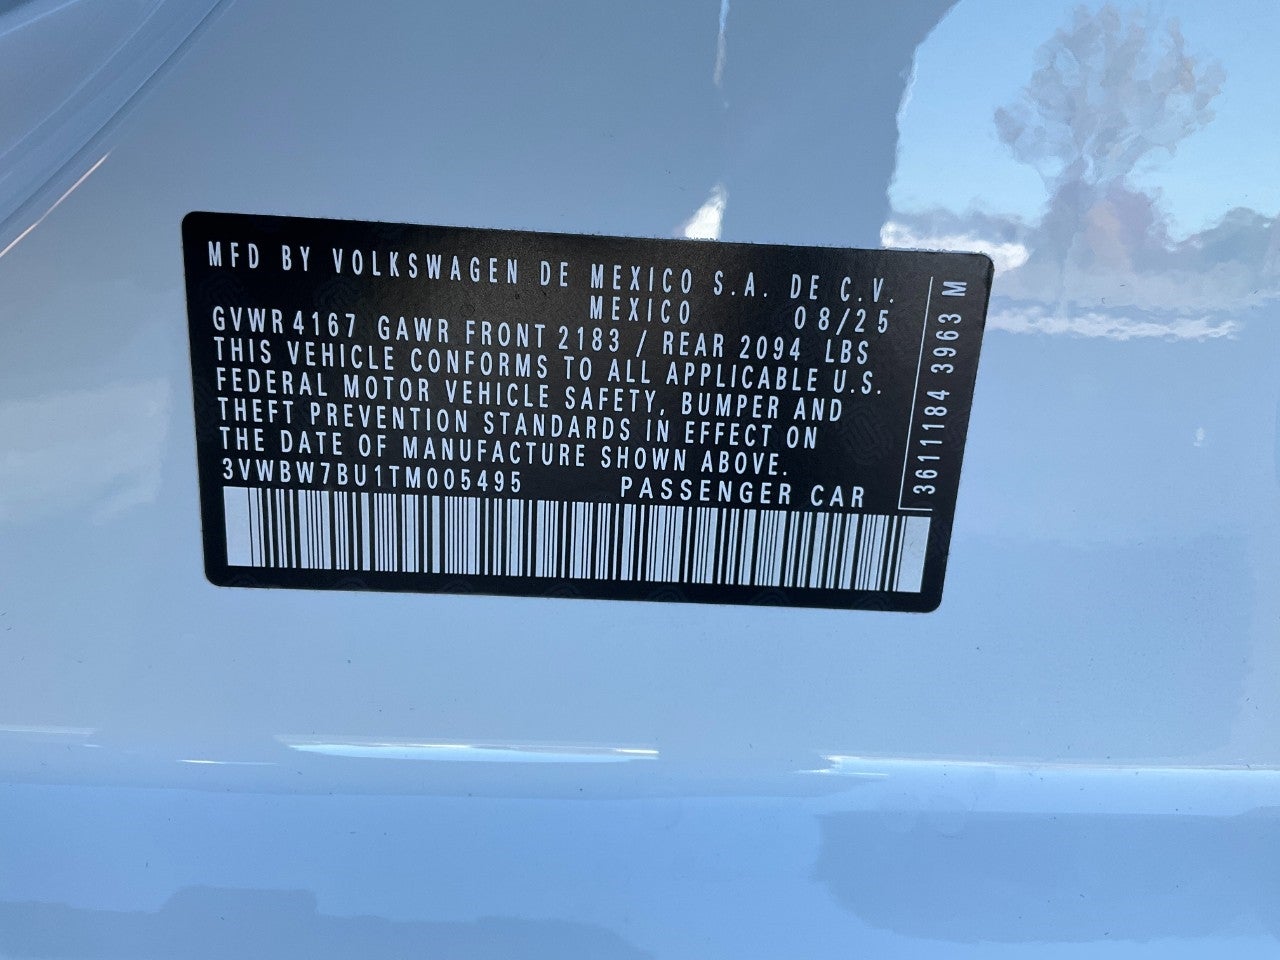 MFD BY VOLKSWAGEN DE MEXICO S.A. DE C.V.
MEXICO 08/25
GVWR 4167 GAWR FRONT 2183 / REAR 2094 LBS
THIS VEHICLE CONFORMS TO ALL APPLICABLE U.S.
FEDERAL MOTOR VEHICLE SAFETY, BUMPER AND
THEFT PREVENTION STANDARDS IN EFFECT ON
THE DATE OF MANUFACTURE SHOWN ABOVE.
3VWBW7BU1TM005495 PASSENGER CAR
3611184 3963 M